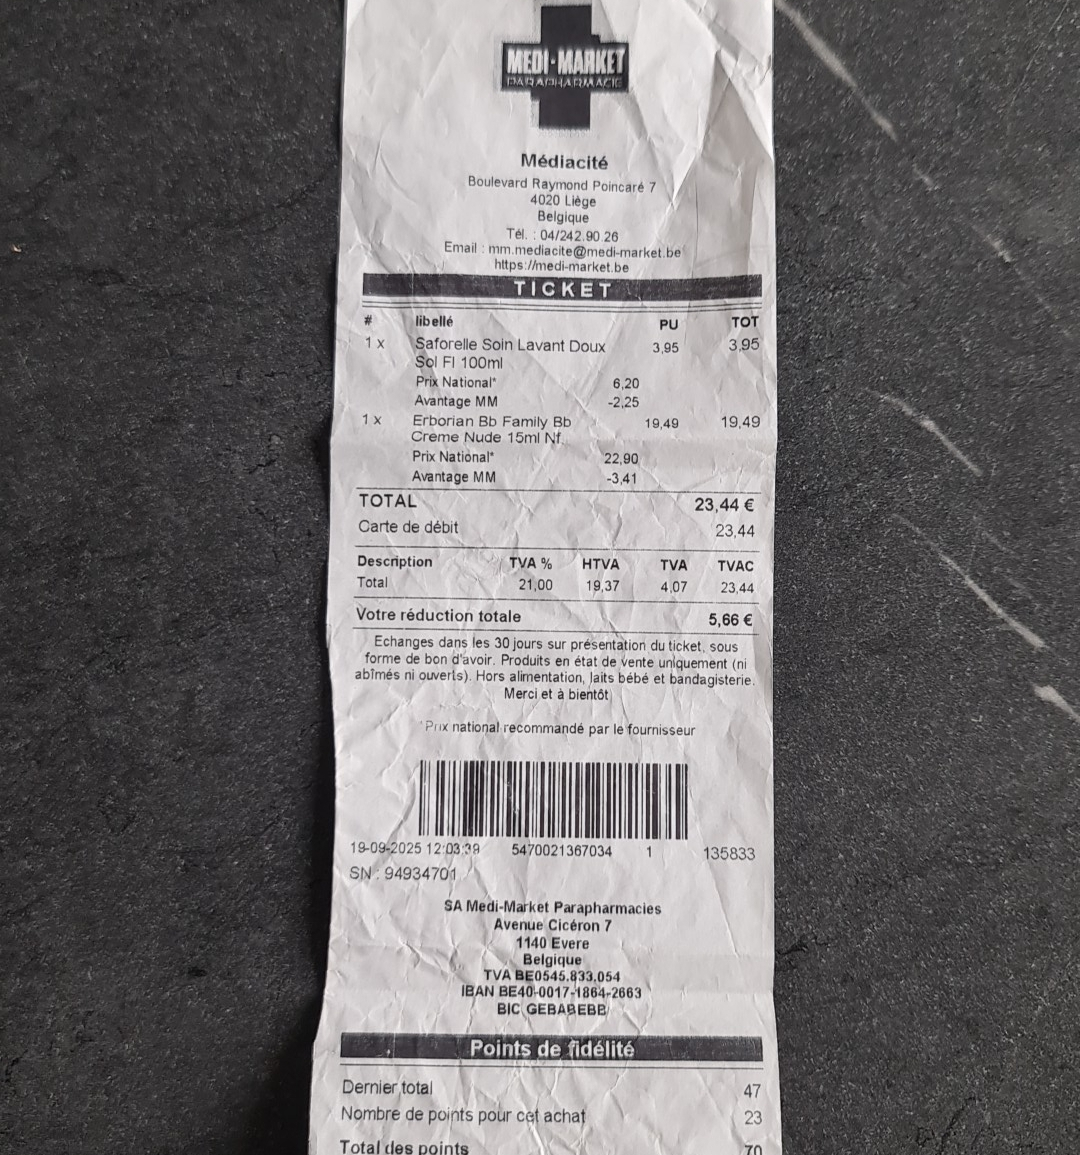 MEDI-MARKET
PARAPHARMACIE
Médiacité
Boulevard Raymond Poincaré 7
4020 Liège
Belgique
Tél. : 04/242.90.26
Email : mm.mediacite@medi-market.be
https://medi-market.be
TICKET
# libellé PU TOT
1 x Saforelle Soin Lavant Doux 3,95 3,95
Sol Fl 100ml
Prix National* 6,20
Avantage MM -2,25
1 x Erborian Bb Family Bb 19,49 19,49
Creme Nude 15ml Nf
Prix National* 22,90
Avantage MM -3,41
TOTAL 23,44 €
Carte de débit 23,44
Description TVA % HTVA TVA TVAC
Total 21,00 19,37 4,07 23,44
Votre réduction totale 5,66 €
Echanges dans les 30 jours sur présentation du ticket, sous
forme de bon d'avoir. Produits en état de vente uniquement (ni
abîmés ni ouverts). Hors alimentation, laits bébé et bandagisterie.
Merci et à bientôt
*Prix national recommandé par le fournisseur
19-09-2025 12:03:39 5470021367034 1 135833
SN : 94934701
SA Medi-Market Parapharmacies
Avenue Cicéron 7
1140 Evere
Belgique
TVA BE0545.833.054
IBAN BE40-0017-1864-2663
BIC GEBABEBB
Points de fidélité
Dernier total 47
Nombre de points pour cet achat 23
Total des points 70